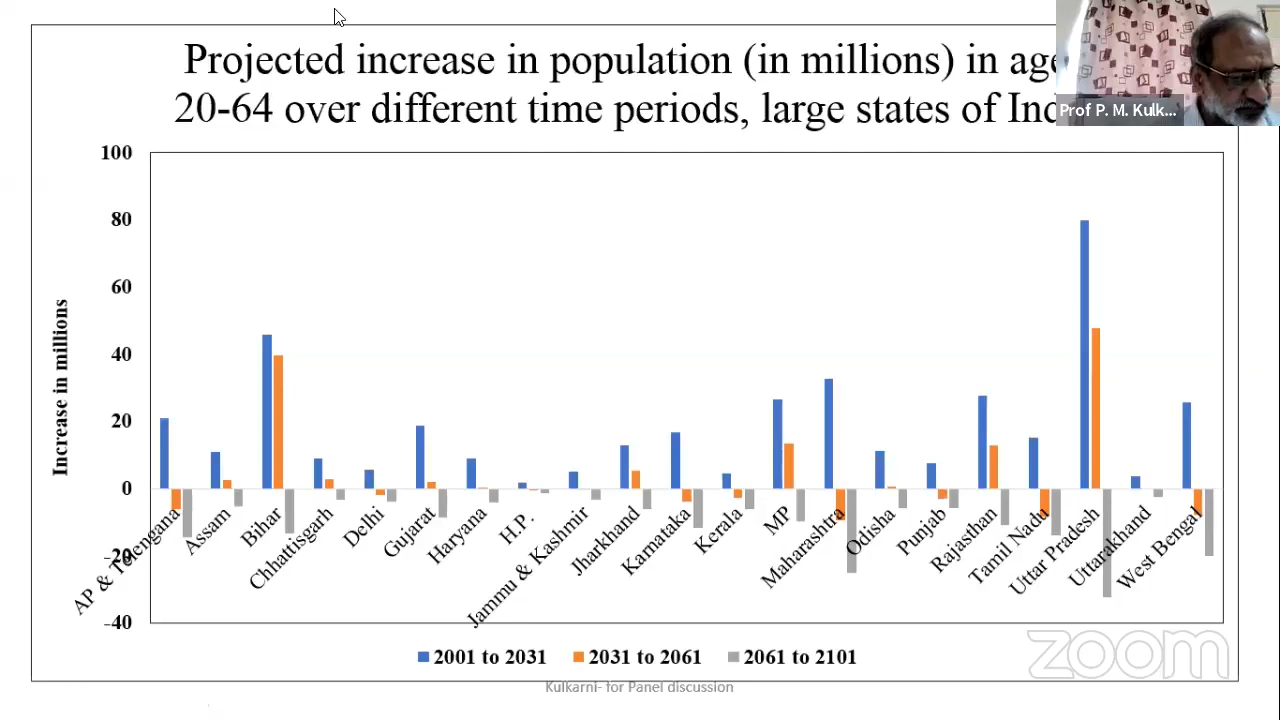 Projected increase in population (in millions) in age
20-64 over different time periods, large states of Ind
Prof P. M. Kulk...
Increase in millions
100
80
60
40
20
0
-20
-40
AP & Telengana
Assam
Bihar
Chhattisgarh
Delhi
Gujarat
Haryana
H.P.
Jammu & Kashmir
Jharkhand
Karnataka
Kerala
MP
Maharashtra
Odisha
Punjab
Rajasthan
Tamil Nadu
Uttar Pradesh
Uttarakhand
West Bengal
2001 to 2031 2031 to 2061 2061 to 2101
zoom
Kulkarni- for Panel discussion